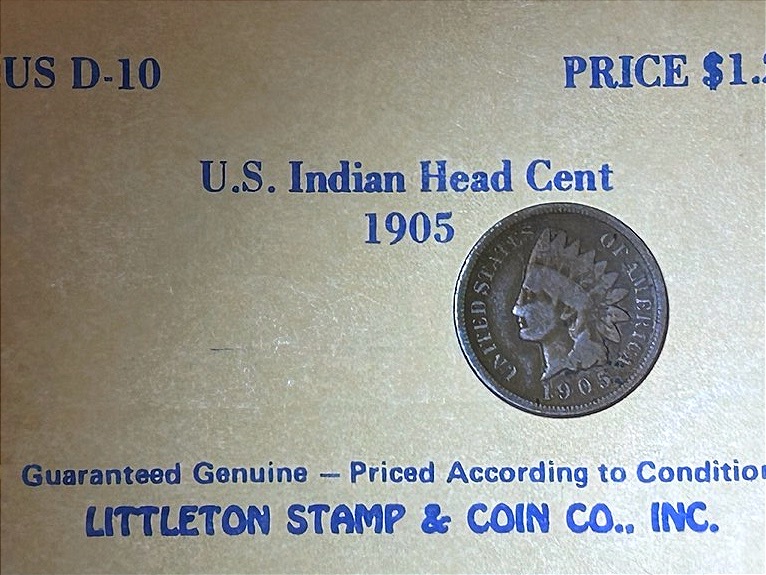 US D-10
PRICE $1.
U.S. Indian Head Cent
1905
UNITED STATES OF AMERICA
1905
Guaranteed Genuine – Priced According to Condition
LITTLETON STAMP & COIN CO., INC.